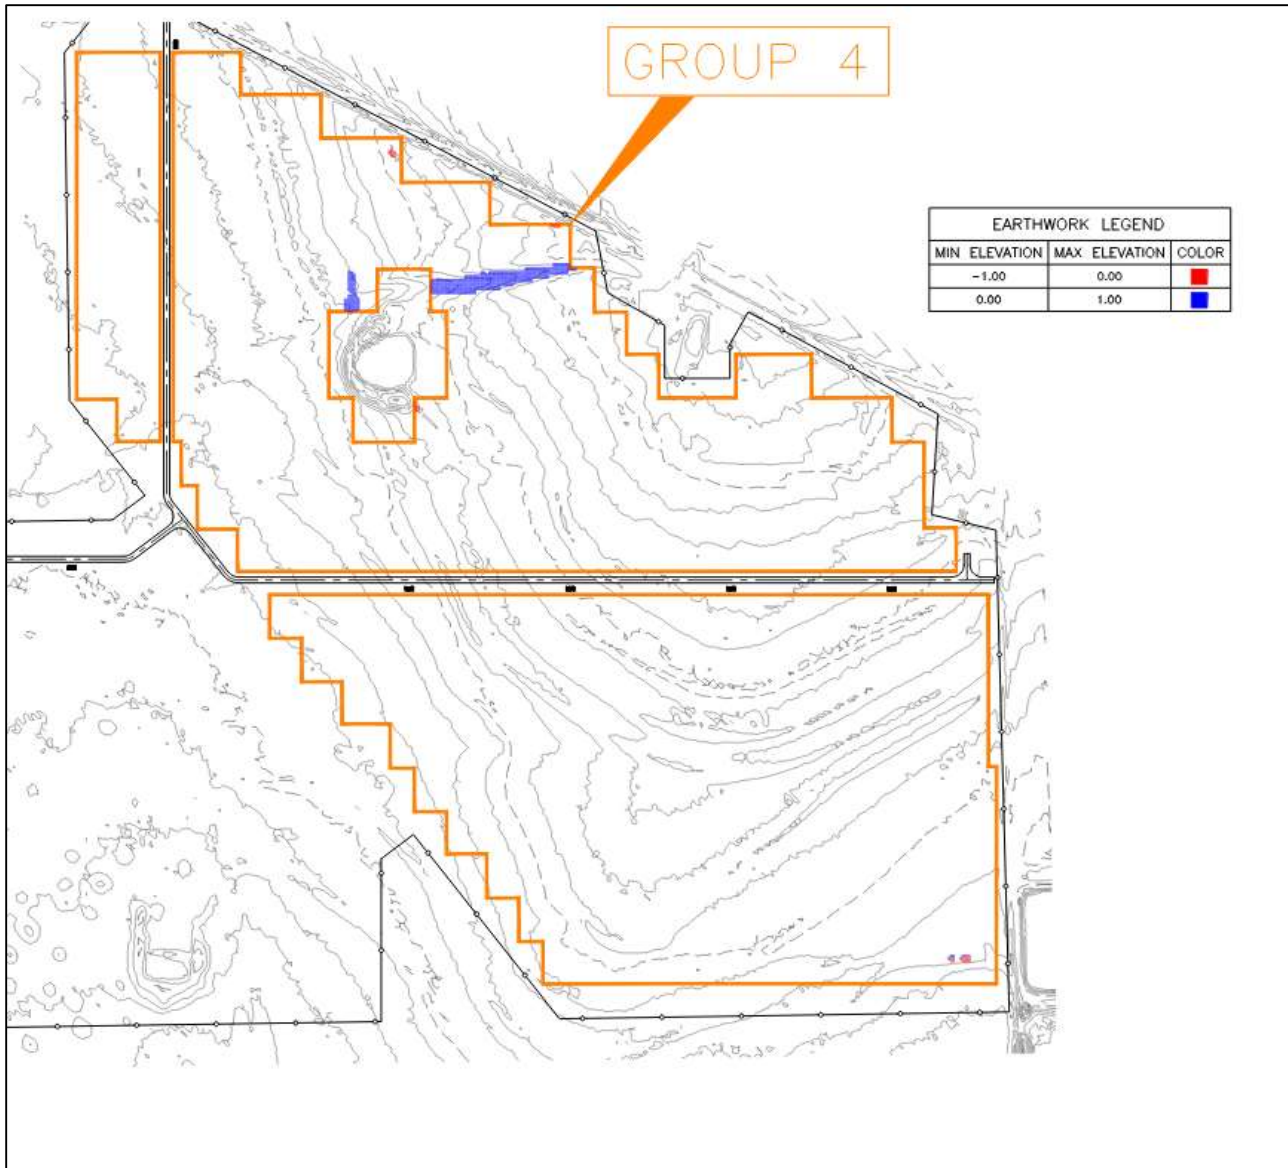 GROUP 4
EARTHWORK LEGEND
MIN ELEVATION MAX ELEVATION COLOR
-1.00 0.00
0.00 1.00